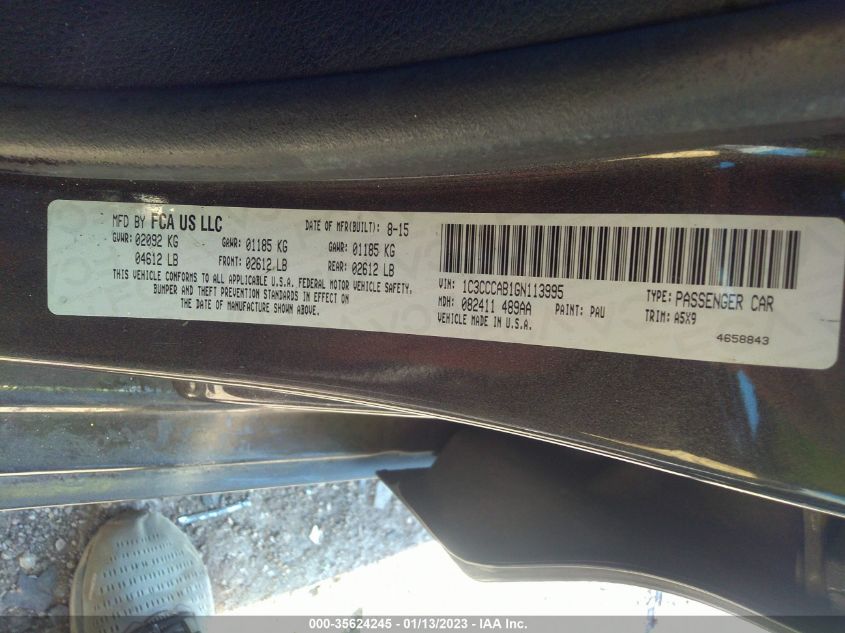 MFD BY FCA US LLC DATE OF MFR(BUILT): 8-15
GVWR: 02092 KG GAWR: 01185 KG GAWR: 01185 KG
04612 LB FRONT: 02612 LB REAR: 02612 LB
THIS VEHICLE CONFORMS TO ALL APPLICABLE U.S.A. FEDERAL MOTOR VEHICLE SAFETY,
BUMPER AND THEFT PREVENTION STANDARDS IN EFFECT ON
THE DATE OF MANUFACTURE SHOWN ABOVE.
VIN: 1C3CCCAB1GN113995 TYPE: PASSENGER CAR
MDH: 082411 489AA PAINT: PAU TRIM: A5X9
VEHICLE MADE IN U.S.A.
4658843
000-35624245 - 01/13/2023 - IAA Inc.